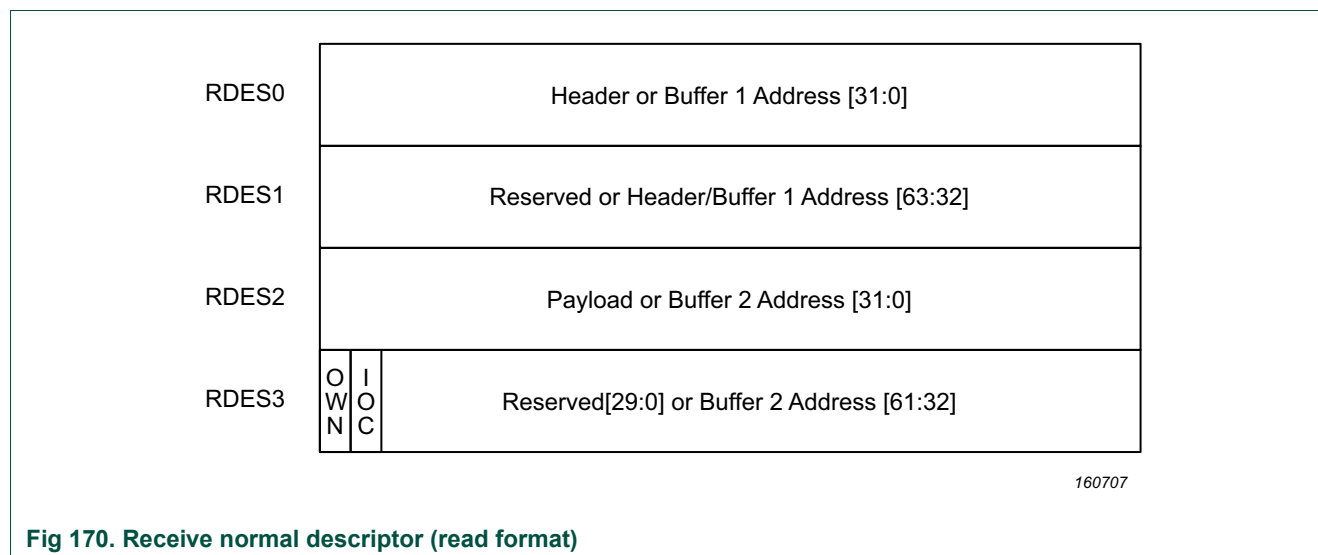 RDES0
Header or Buffer 1 Address [31:0]
RDES1
Reserved or Header/Buffer 1 Address [63:32]
RDES2
Payload or Buffer 2 Address [31:0]
RDES3
OWN
IOC
Reserved[29:0] or Buffer 2 Address [61:32]
160707
Fig 170. Receive normal descriptor (read format)